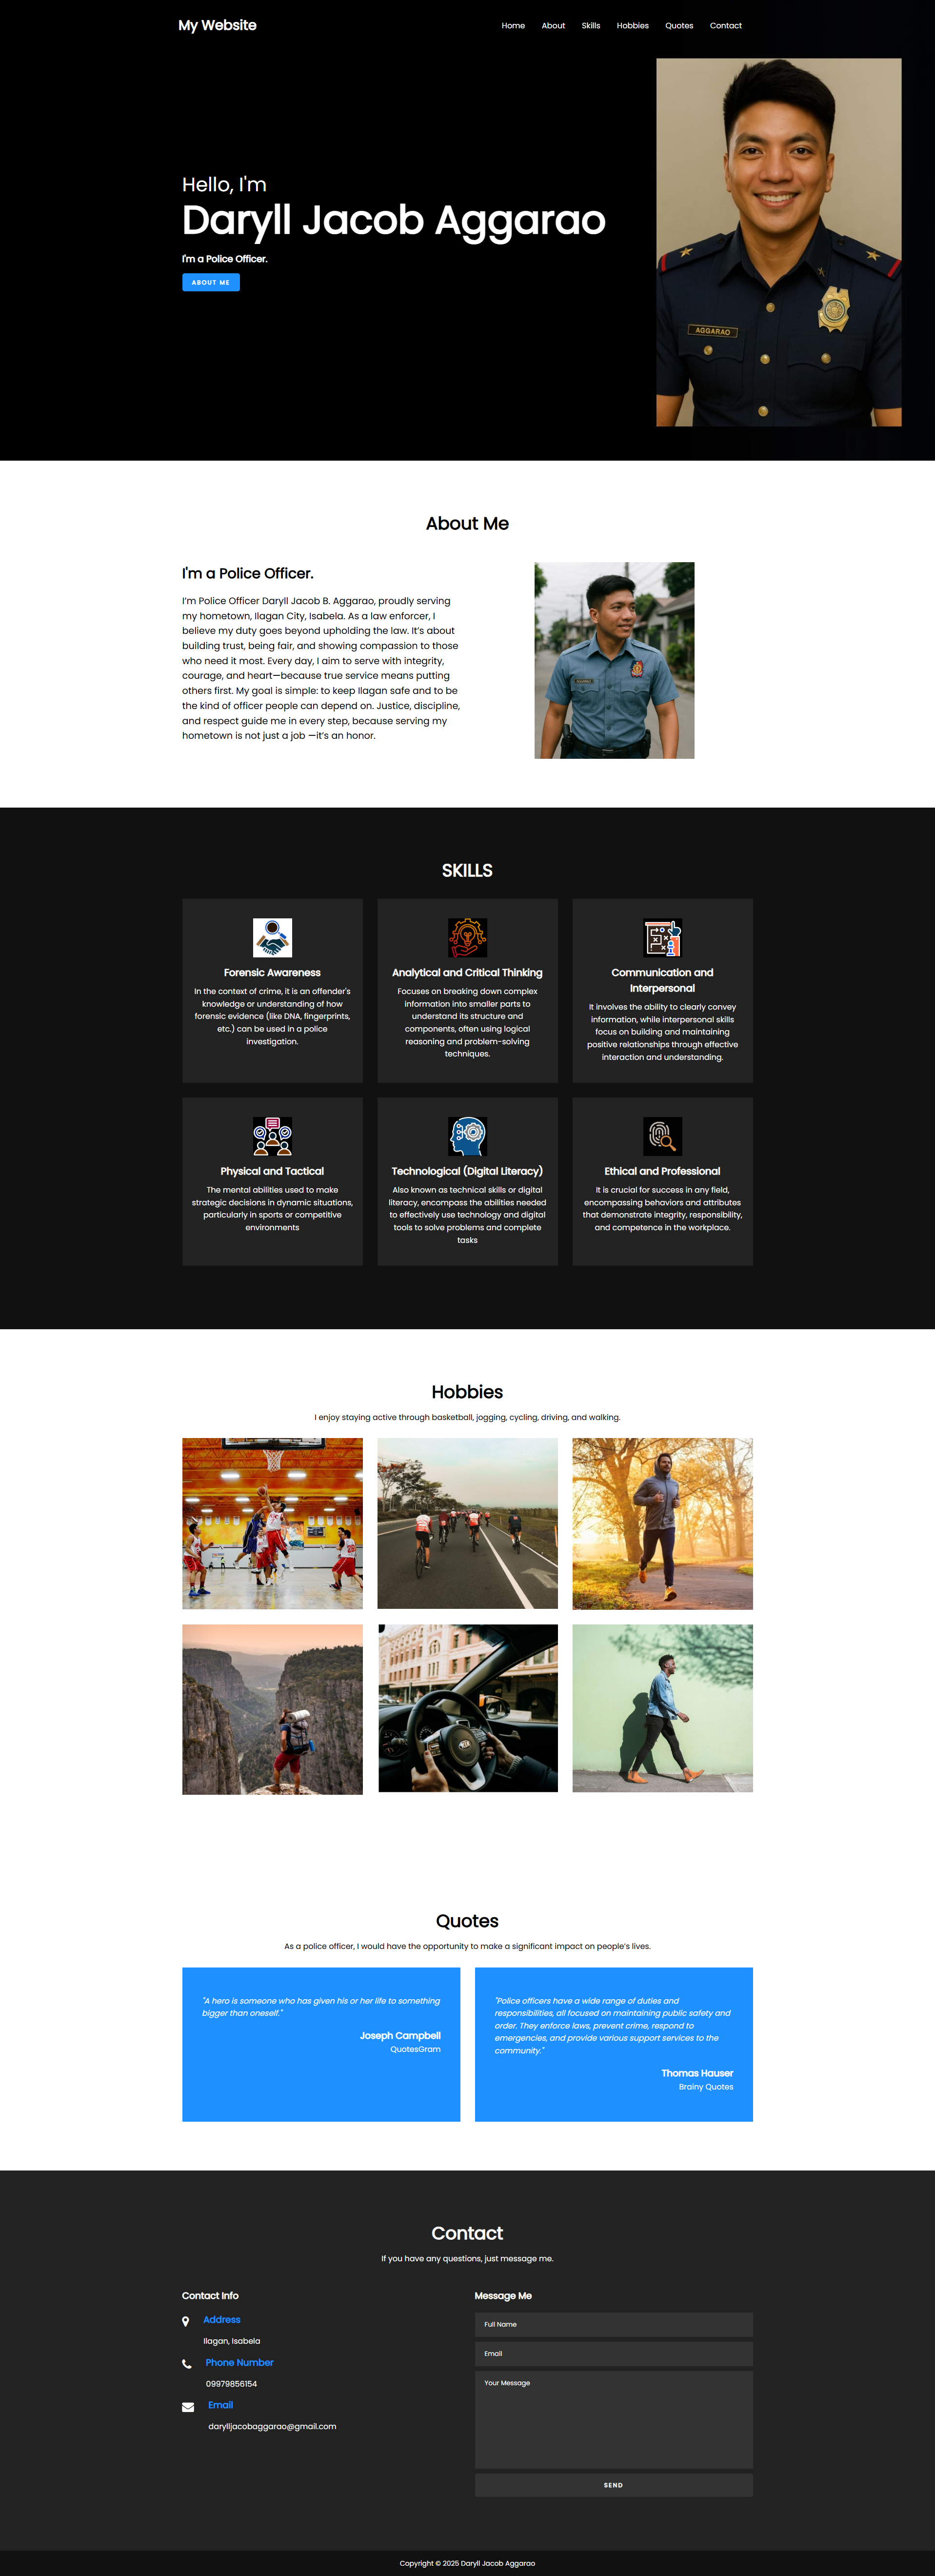 My Website
Home About Skills Hobbies Quotes Contact
Hello, I'm
Daryll Jacob Aggarao
I'm a Police Officer.
ABOUT ME
AGGARAO
About Me
I'm a Police Officer.
I'm Police Officer Daryll Jacob B. Aggarao, proudly serving
my hometown, Ilagan City, Isabela. As a law enforcer, I
believe my duty goes beyond upholding the law. It's about
building trust, being fair, and showing compassion to those
who need it most. Every day, I aim to serve with integrity,
courage, and heart—because true service means putting
others first. My goal is simple: to keep Ilagan safe and to be
the kind of officer people can depend on. Justice, discipline,
and respect guide me in every step, because serving my
hometown is not just a job —it's an honor.
SKILLS
Forensic Awareness
In the context of crime, it is an offender's
knowledge or understanding of how
forensic evidence (like DNA, fingerprints,
etc.) can be used in a police
investigation.
Analytical and Critical Thinking
Focuses on breaking down complex
information into smaller parts to
understand its structure and
components, often using logical
reasoning and problem-solving
techniques.
Communication and
Interpersonal
It involves the ability to clearly convey
information, while interpersonal skills
focus on building and maintaining
positive relationships through effective
interaction and understanding.
Physical and Tactical
The mental abilities used to make
strategic decisions in dynamic situations,
particularly in sports or competitive
environments
Technological (Digital Literacy)
Also known as technical skills or digital
literacy, encompass the abilities needed
to effectively use technology and digital
tools to solve problems and complete
tasks
Ethical and Professional
It is crucial for success in any field,
encompassing behaviors and attributes
that demonstrate integrity, responsibility,
and competence in the workplace.
Hobbies
I enjoy staying active through basketball, jogging, cycling, driving, and walking.
Quotes
As a police officer, I would have the opportunity to make a significant impact on people's lives.
"A hero is someone who has given his or her life to something
bigger than oneself."
Joseph Campbell
QuotesGram
"Police officers have a wide range of duties and
responsibilities, all focused on maintaining public safety and
order. They enforce laws, prevent crime, respond to
emergencies, and provide various support services to the
community."
Thomas Hauser
Brainy Quotes
Contact
If you have any questions, just message me.
Contact Info
Address
Ilagan, Isabela
Phone Number
09979856154
Email
darylljacobaggarao@gmail.com
Message Me
Full Name
Email
Your Message
SEND
Copyright © 2025 Daryll Jacob Aggarao